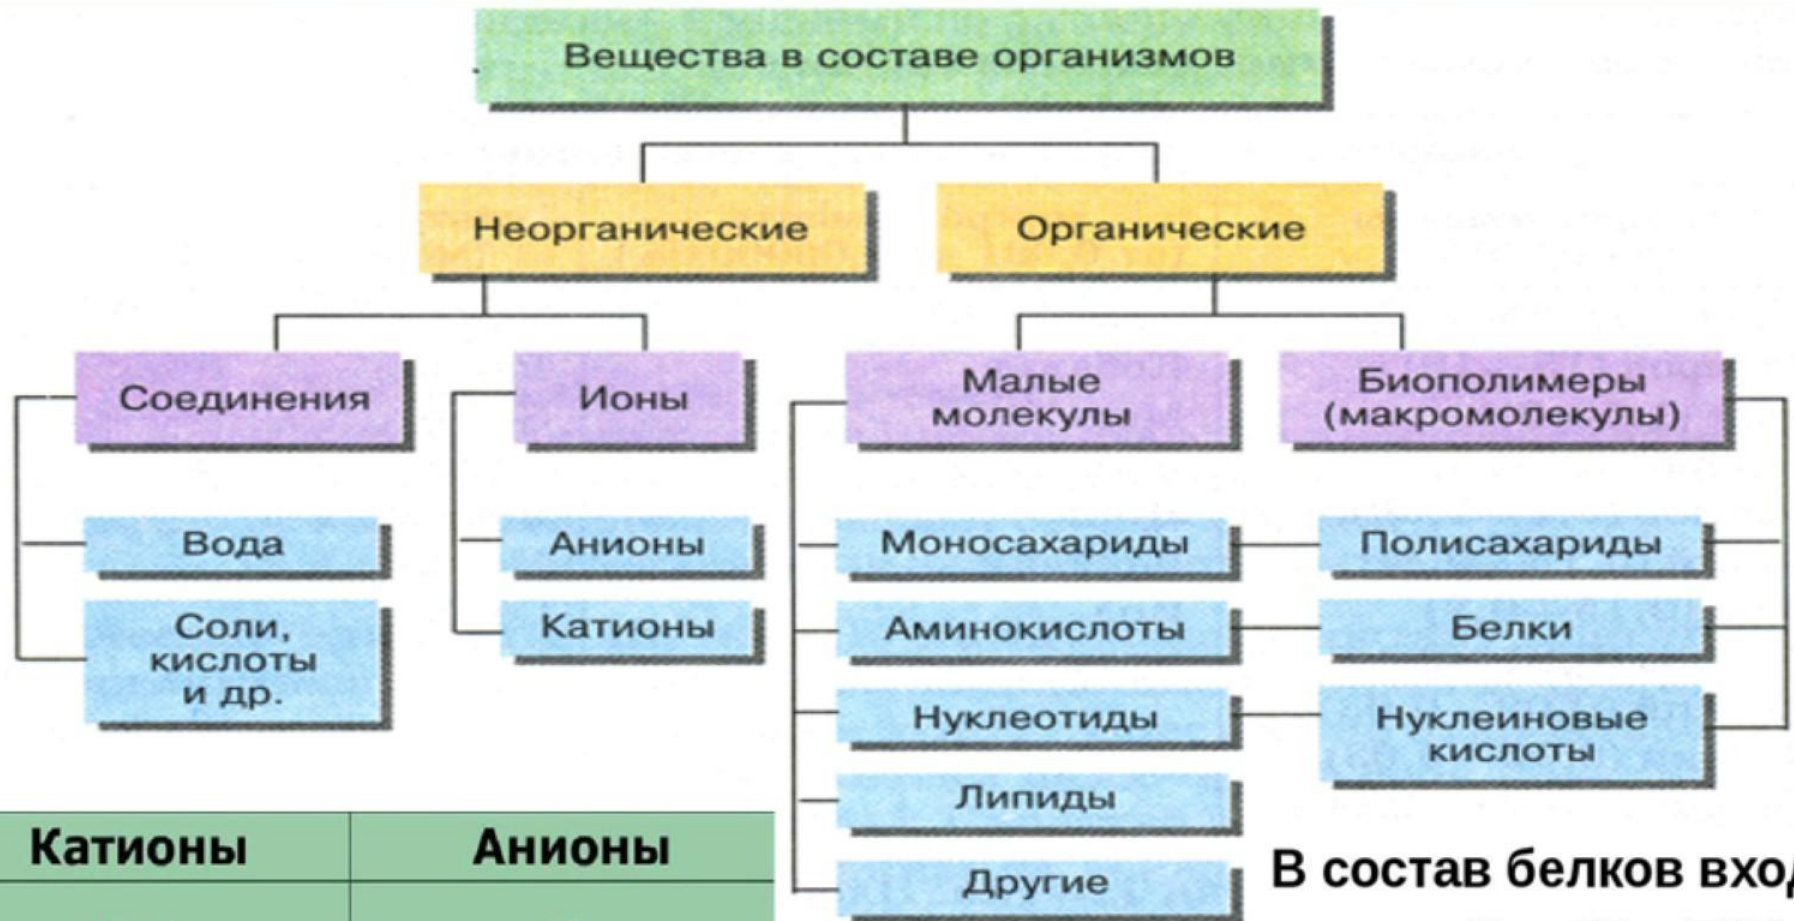 Вещества в составе организмов
Неорганические
Органические
Соединения
Ионы
Малые
молекулы
Биополимеры
(макромолекулы)
Вода
Соли,
кислоты
и др.
Анионы
Катионы
Моносахариды
Аминокислоты
Нуклеотиды
Липиды
Другие
Полисахариды
Белки
Нуклеиновые
кислоты
Катионы
Анионы
В состав белков